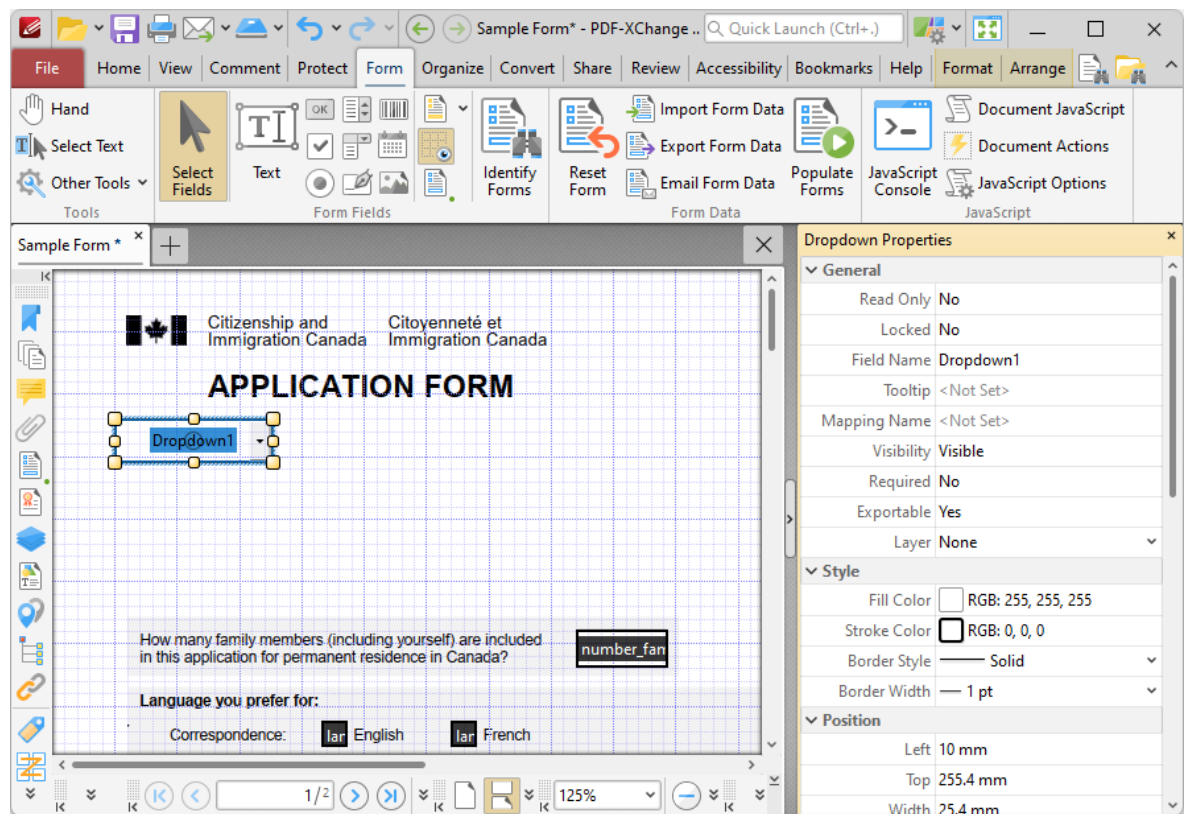 Sample Form* - PDF-XChange .. Quick Launch (Ctrl+.)
File Home View Comment Protect Form Organize Convert Share Review Accessibility Bookmarks Help Format Arrange
Hand
Select Text
Other Tools
Tools
Select Fields
Text
OK
Form Fields
Identify Forms
Reset Form
Import Form Data
Export Form Data
Email Form Data
Populate Forms
Form Data
JavaScript Console
Document JavaScript
Document Actions
JavaScript Options
JavaScript
Sample Form *
Citizenship and Citoyenneté et
Immigration Canada Immigration Canada
APPLICATION FORM
Dropdown1
How many family members (including yourself) are included
in this application for permanent residence in Canada?
number_fan
Language you prefer for:
Correspondence: lar English lar French
1/2
125%
Dropdown Properties
General
Read Only No
Locked No
Field Name Dropdown1
Tooltip <Not Set>
Mapping Name <Not Set>
Visibility Visible
Required No
Exportable Yes
Layer None
Style
Fill Color RGB: 255, 255, 255
Stroke Color RGB: 0, 0, 0
Border Style Solid
Border Width 1 pt
Position
Left 10 mm
Top 255.4 mm
Width 25.4 mm